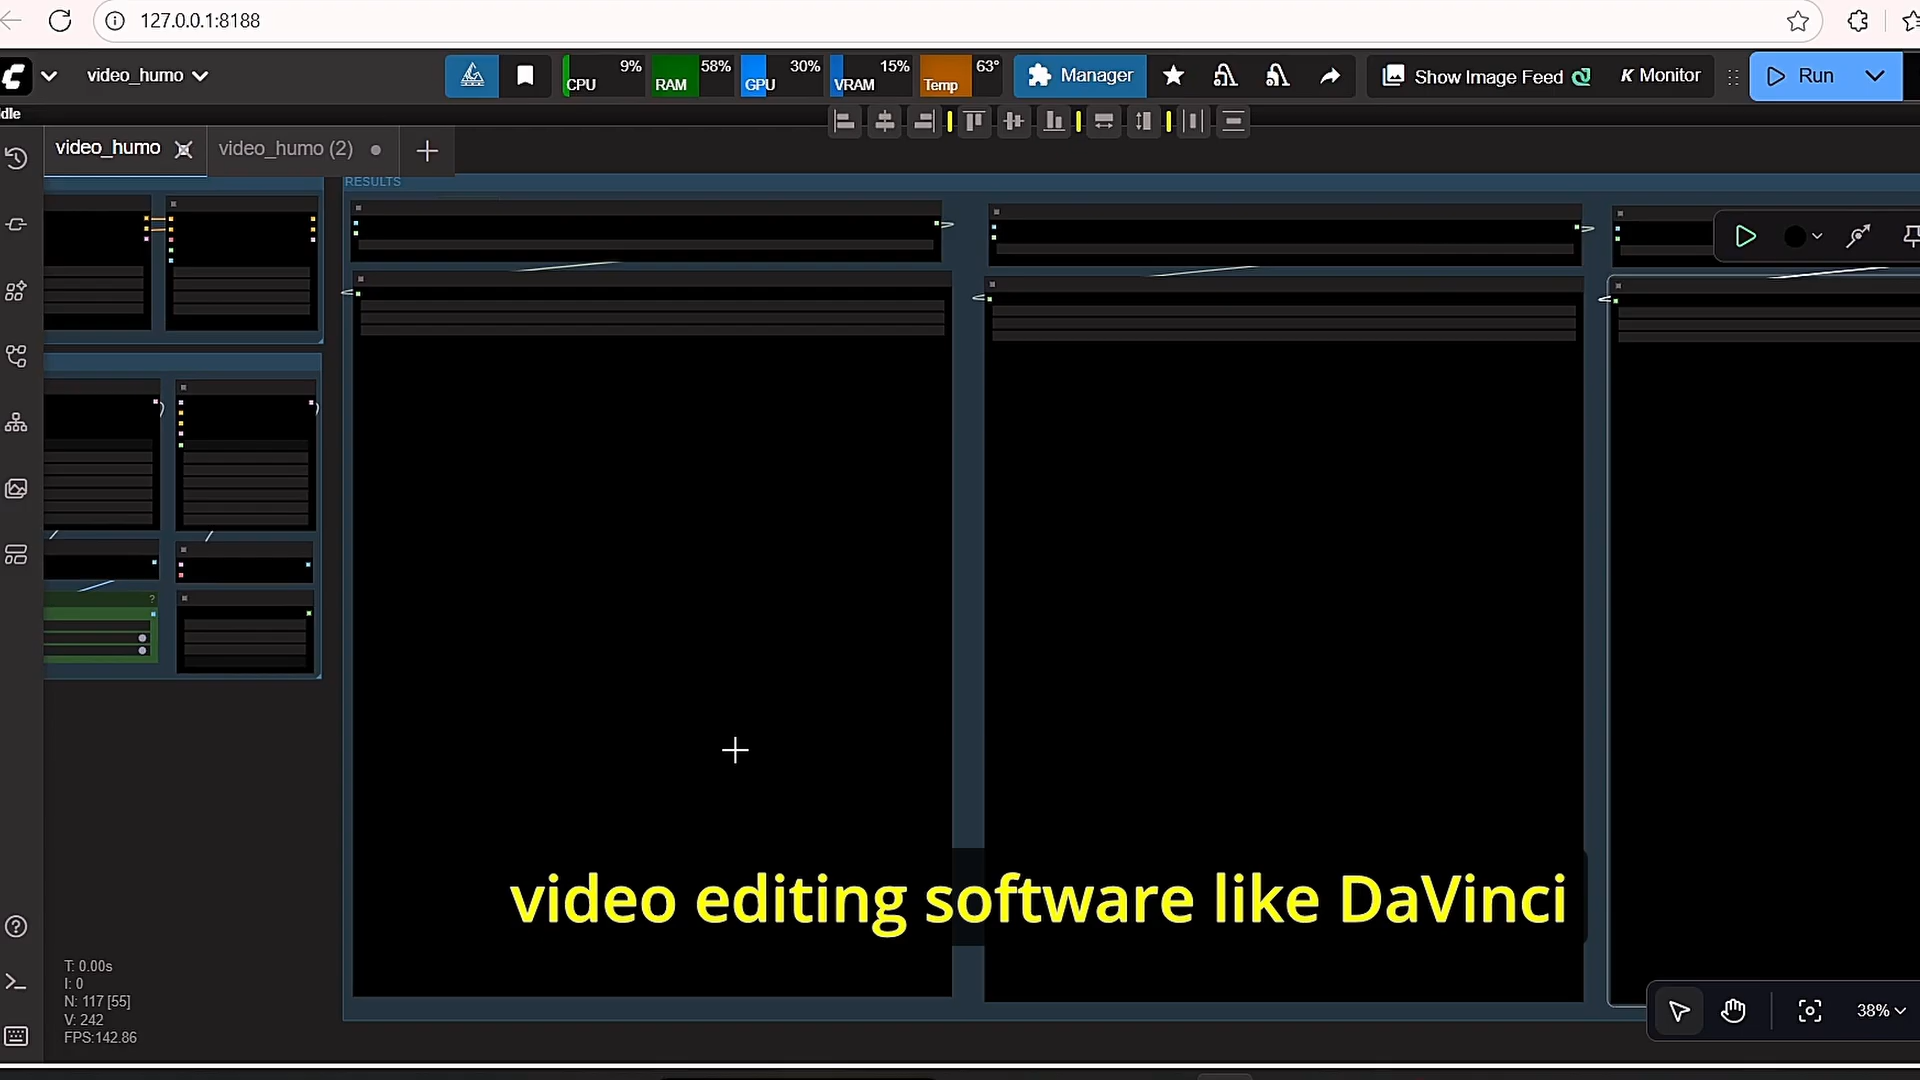 127.0.0.1:8188
video_humo
CPU 9%
RAM 58%
GPU 30%
VRAM 15%
Temp 63°
Manager
Show Image Feed
K Monitor
Run
dle
video_humo
video_humo (2)
RESULTS
?
video editing software like DaVinci
T: 0.00s
I: 0
N: 117 [55]
V: 242
FPS:142.86
38%